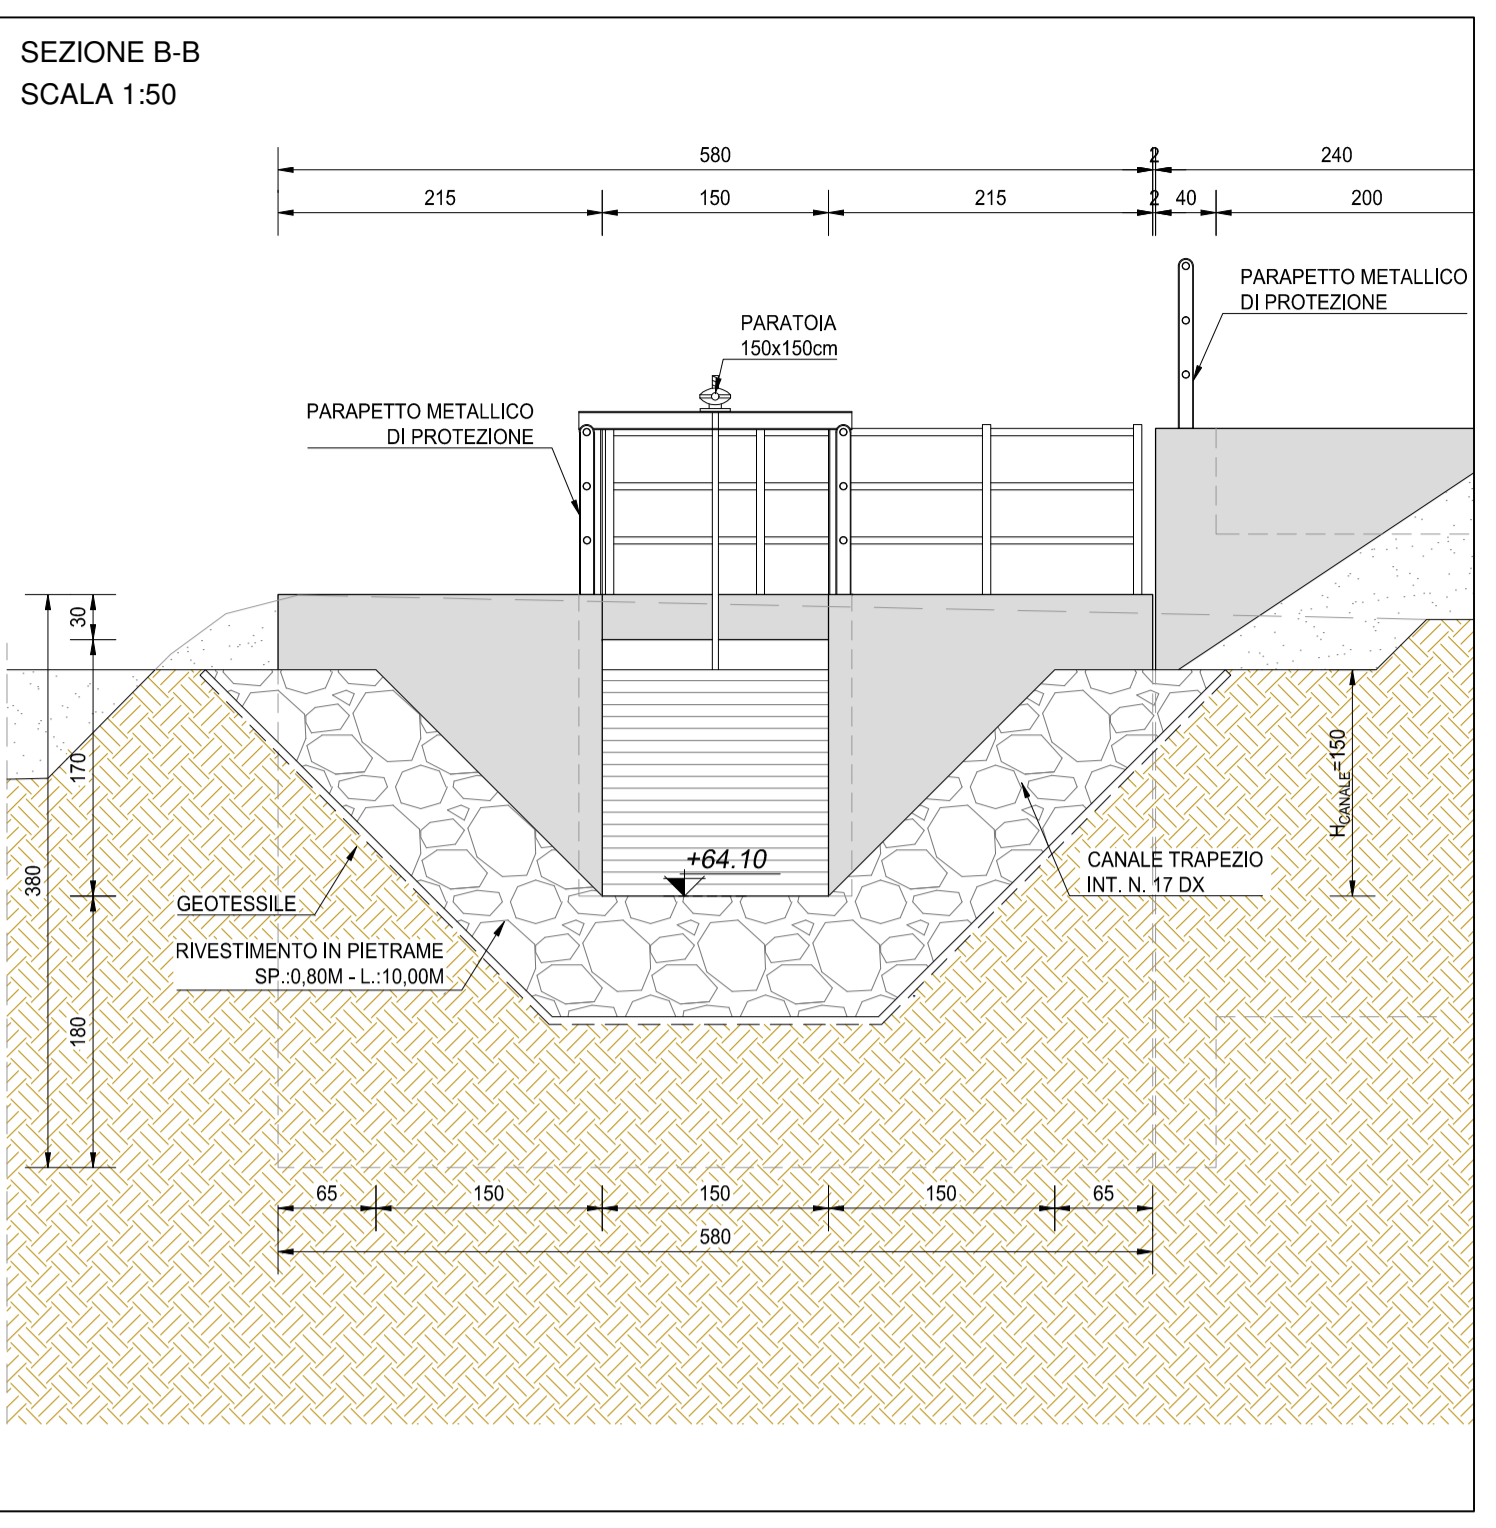 SEZIONE B-B
SCALA 1:50
580
2
240
215
150
215
2
40
200
PARAPETTO METALLICO
DI PROTEZIONE
PARATOIA
150x150cm
PARAPETTO METALLICO
DI PROTEZIONE
30
170
380
180
HCANALE=150
+64.10
CANALE TRAPEZIO
INT. N. 17 DX
GEOTESSILE
RIVESTIMENTO IN PIETRAME
SP.:0,80M - L.:10,00M
65
150
150
150
65
580